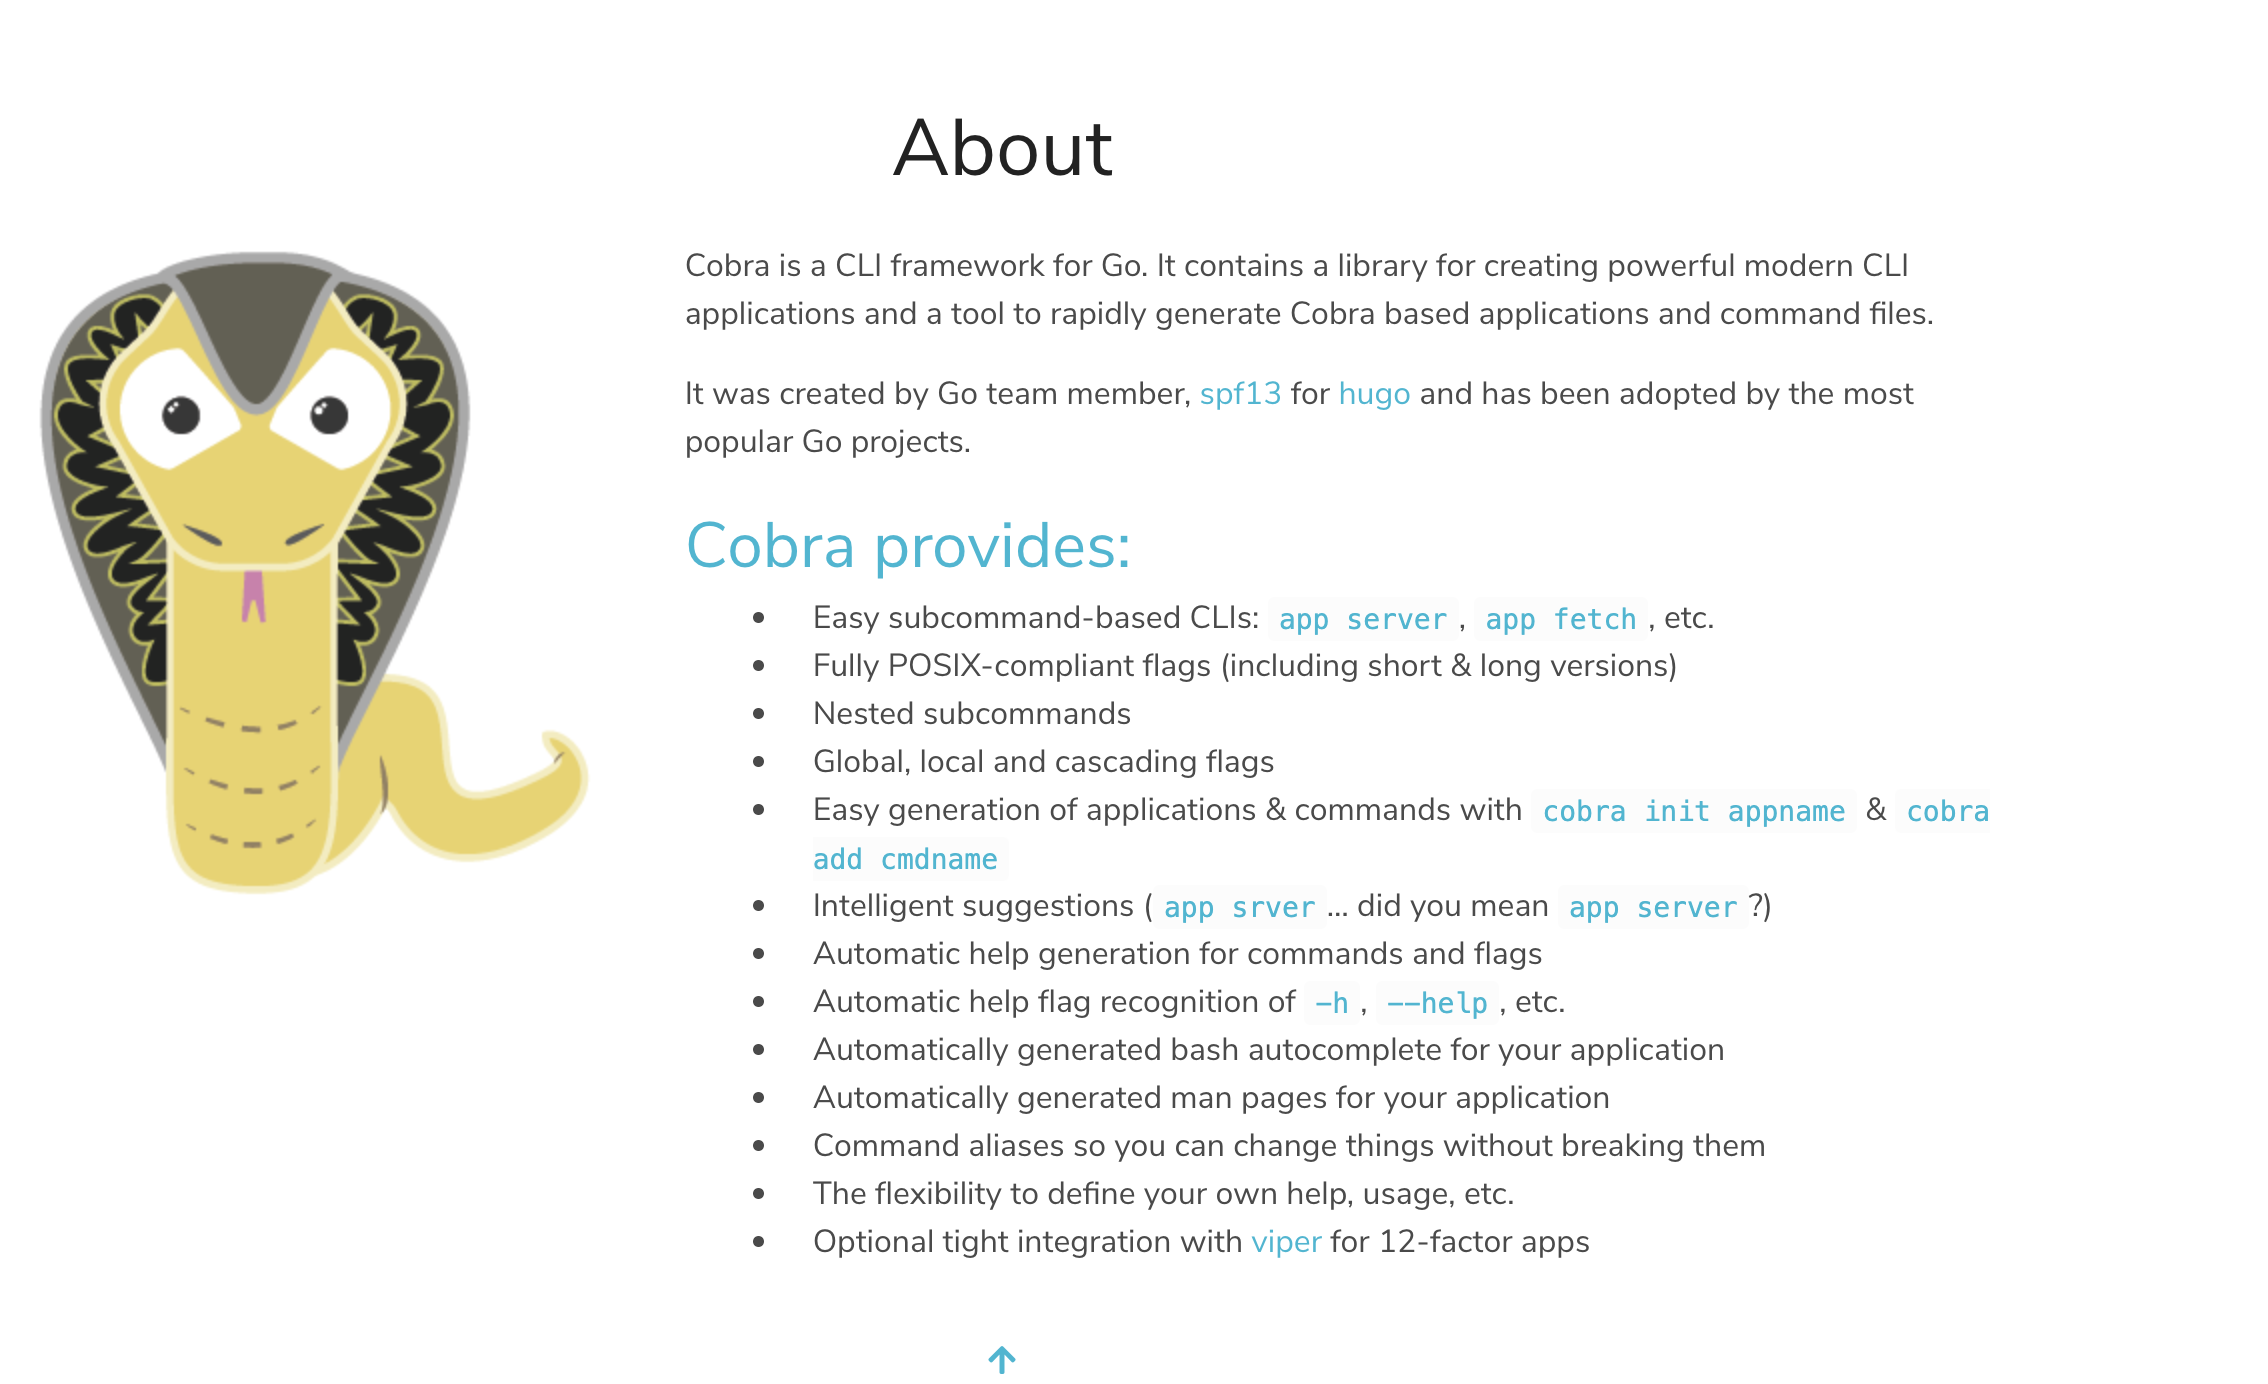 About
Cobra is a CLI framework for Go. It contains a library for creating powerful modern CLI
applications and a tool to rapidly generate Cobra based applications and command files.
It was created by Go team member, spf13 for hugo and has been adopted by the most
popular Go projects.
Cobra provides:
• Easy subcommand-based CLIs: app server, app fetch, etc.
• Fully POSIX-compliant flags (including short & long versions)
• Nested subcommands
• Global, local and cascading flags
• Easy generation of applications & commands with cobra init appname & cobra
add cmdname
• Intelligent suggestions (app srver... did you mean app server?)
• Automatic help generation for commands and flags
• Automatic help flag recognition of -h, --help, etc.
• Automatically generated bash autocomplete for your application
• Automatically generated man pages for your application
• Command aliases so you can change things without breaking them
• The flexibility to define your own help, usage, etc.
• Optional tight integration with viper for 12-factor apps